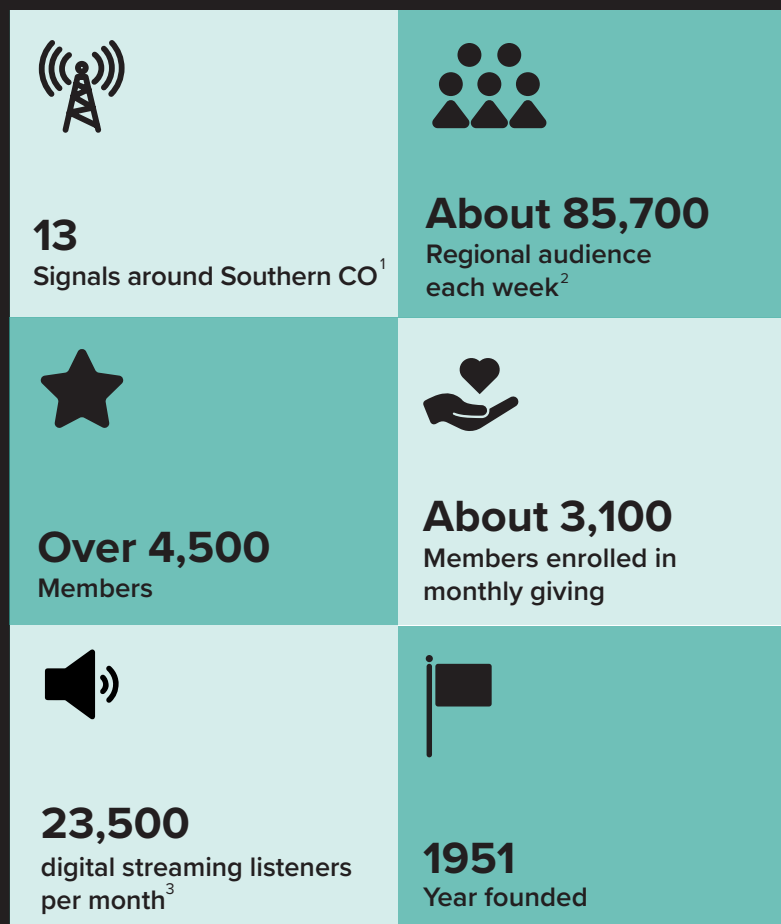 13
Signals around Southern CO¹
About 85,700
Regional audience
each week²
Over 4,500
Members
About 3,100
Members enrolled in
monthly giving
23,500
digital streaming listeners
per month³
1951
Year founded